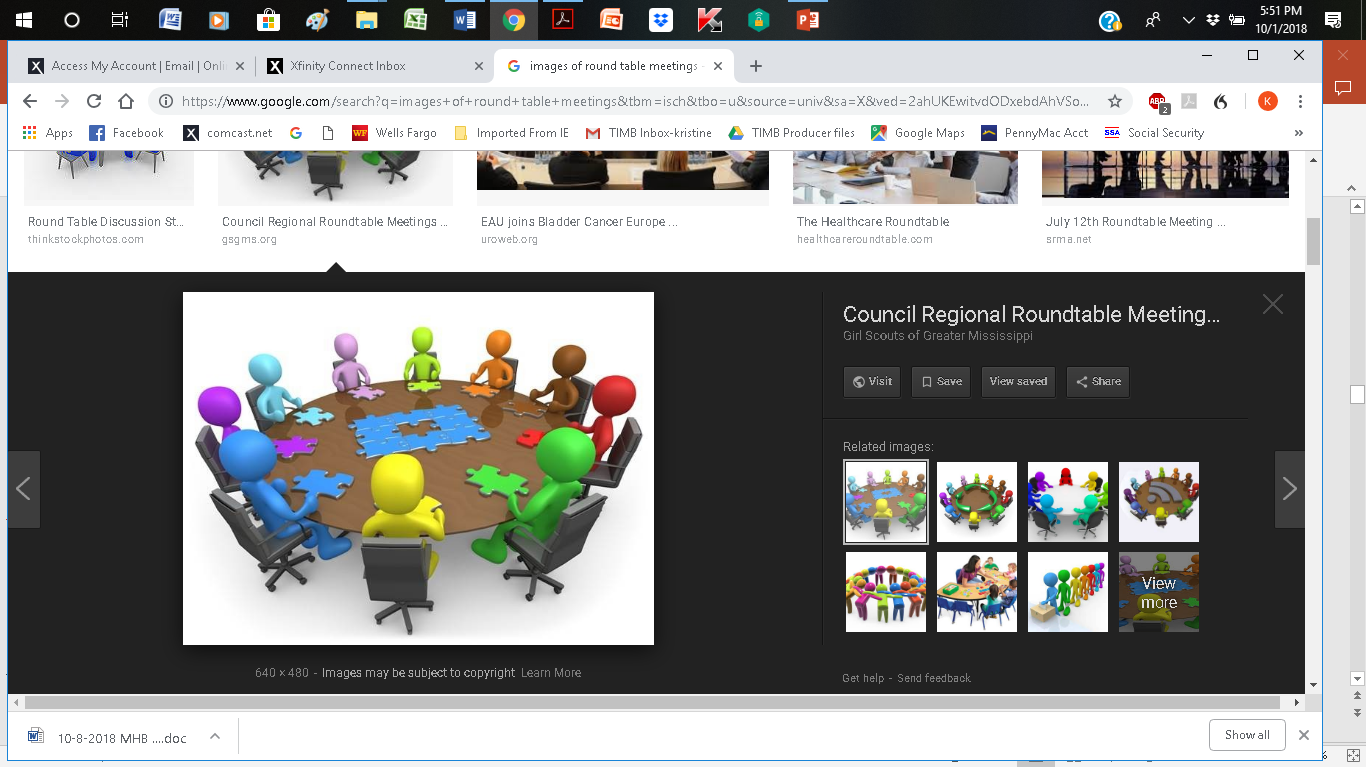 5:51 PM
10/1/2018
Access My Account | Email | Onli
Xfinity Connect Inbox
images of round table meetings -
https://www.google.com/search?q=images+of+round+table+meetings&tbm=isch&tbo=u&source=univ&sa=X&ved=2ahUKEwitvdODxebdAhVSo...
ABP
2
K
Apps
Facebook
comcast.net
Wells Fargo
Imported From IE
TIMB Inbox-kristine
TIMB Producer files
Google Maps
PennyMac Acct
SSA
Social Security
»
Round Table Discussion St...
thinkstockphotos.com
Council Regional Roundtable Meetings ...
gsgms.org
EAU joins Bladder Cancer Europe ...
uroweb.org
The Healthcare Roundtable
healthcareroundtable.com
July 12th Roundtable Meeting ...
srma.net
Council Regional Roundtable Meeting...
Girl Scouts of Greater Mississippi
Visit
Save
View saved
Share
Related images:
View
more
640 × 480 - Images may be subject to copyright Learn More
Get help - Send feedback
10-8-2018 MHB ....doc
Show all